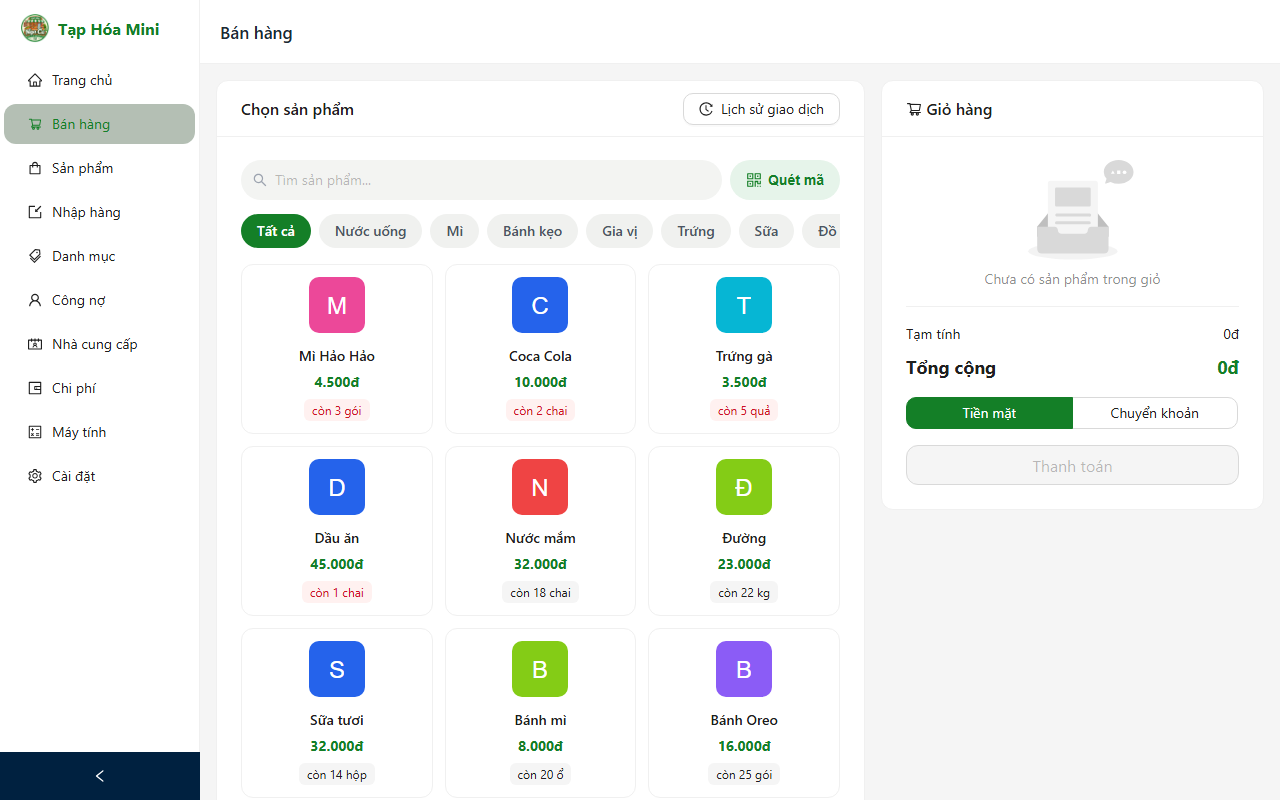 Tạp Hóa Mini
Trang chủ
Bán hàng
Sản phẩm
Nhập hàng
Danh mục
Công nợ
Nhà cung cấp
Chi phí
Máy tính
Cài đặt
Bán hàng
Chọn sản phẩm
Lịch sử giao dịch
Tìm sản phẩm...
Quét mã
Tất cả
Nước uống
Mì
Bánh kẹo
Gia vị
Trứng
Sữa
Đồ
M
Mì Hảo Hảo
4.500đ
còn 3 gói
C
Coca Cola
10.000đ
còn 2 chai
T
Trứng gà
3.500đ
còn 5 quả
D
Dầu ăn
45.000đ
còn 1 chai
N
Nước mắm
32.000đ
còn 18 chai
Đ
Đường
23.000đ
còn 22 kg
S
Sữa tươi
32.000đ
còn 14 hộp
B
Bánh mì
8.000đ
còn 20 ổ
B
Bánh Oreo
16.000đ
còn 25 gói
Giỏ hàng
Chưa có sản phẩm trong giỏ
Tạm tính
0đ
Tổng cộng
0đ
Tiền mặt
Chuyển khoản
Thanh toán